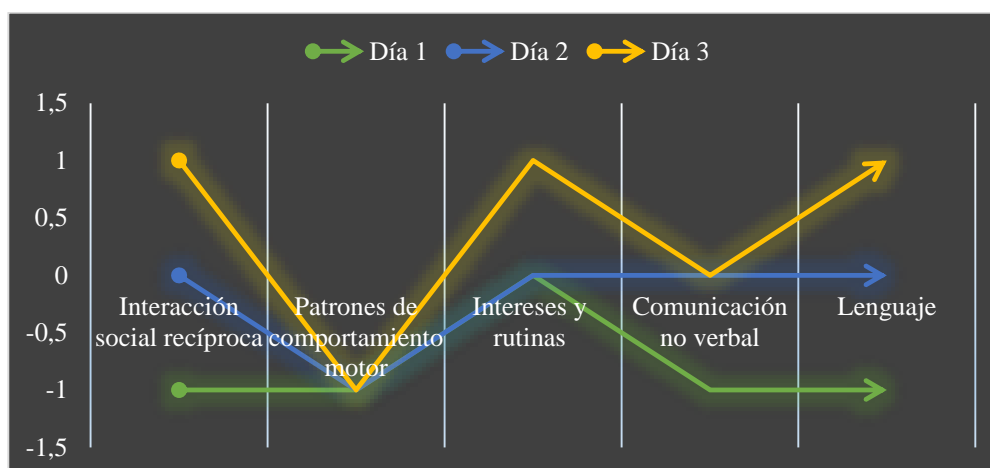 Día 1 Día 2 Día 3
1,5
1
0,5
0
-0,5
-1
-1,5
Interacción
social recíproca
Patrones de
comportamiento
motor
Intereses y
rutinas
Comunicación
no verbal
Lenguaje